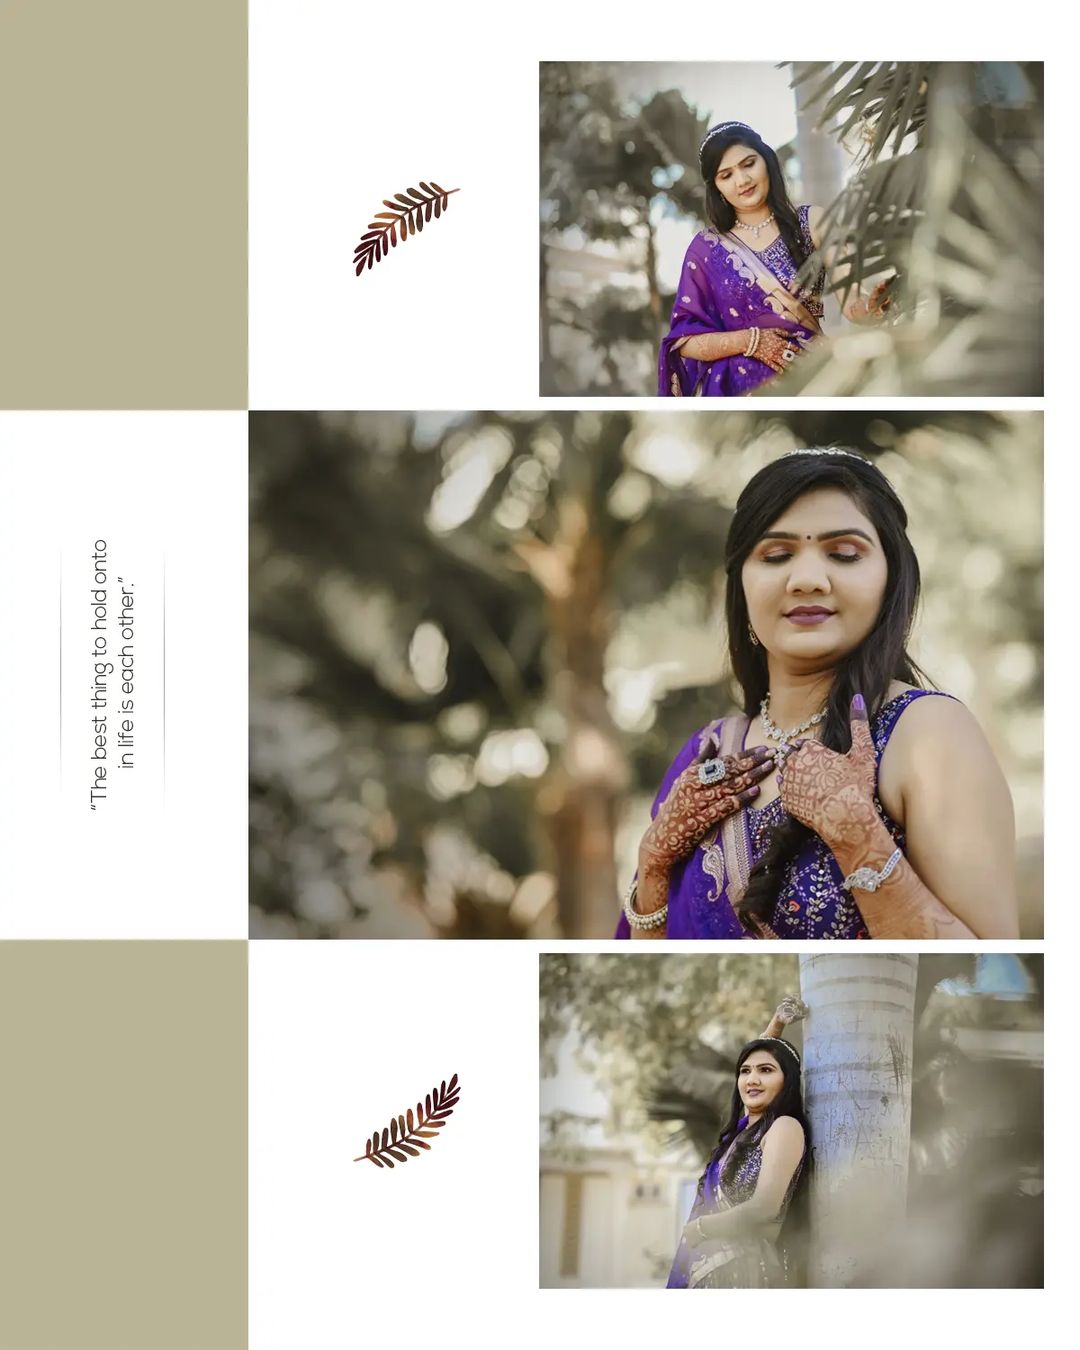 “The best thing to hold onto
in life is each other.”